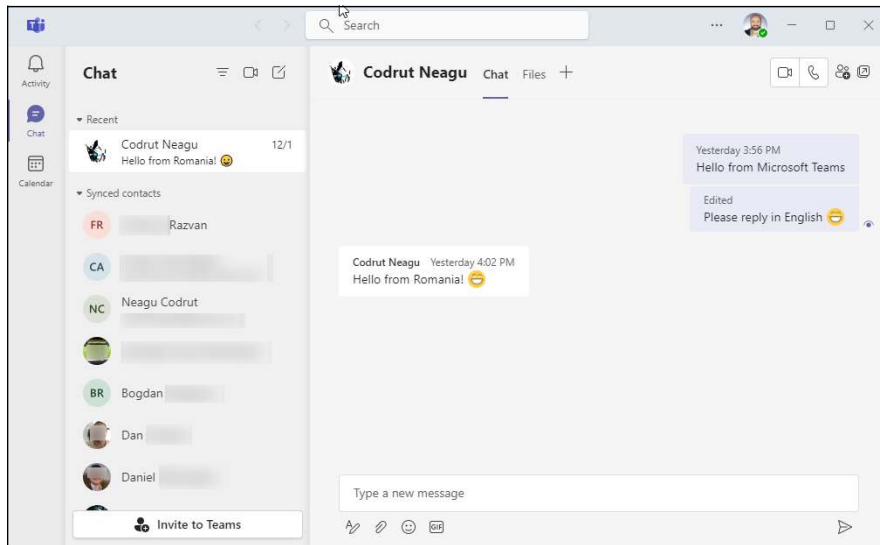 Search
Activity
Chat
Calendar
Chat
Recent
Codrut Neagu 12/1
Hello from Romania!
Synced contacts
FR Razvan
CA
NC Neagu Codrut
BR Bogdan
Dan
Daniel
Invite to Teams
Codrut Neagu Chat Files
Yesterday 3:56 PM
Hello from Microsoft Teams
Edited
Please reply in English
Codrut Neagu Yesterday 4:02 PM
Hello from Romania!
Type a new message
GIF